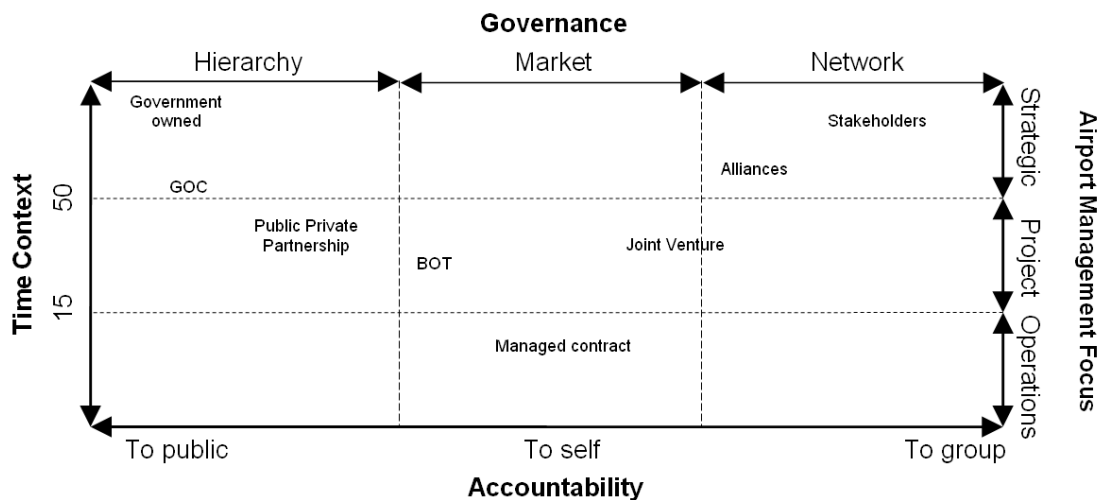 Governance
Hierarchy
Market
Network
Government
owned
Stakeholders
Strategic
Airport Management Focus
Alliances
GOC
50
Time Context
Public Private
Partnership
Joint Venture
Project
BOT
15
Operations
Managed contract
To public
To self
To group
Accountability